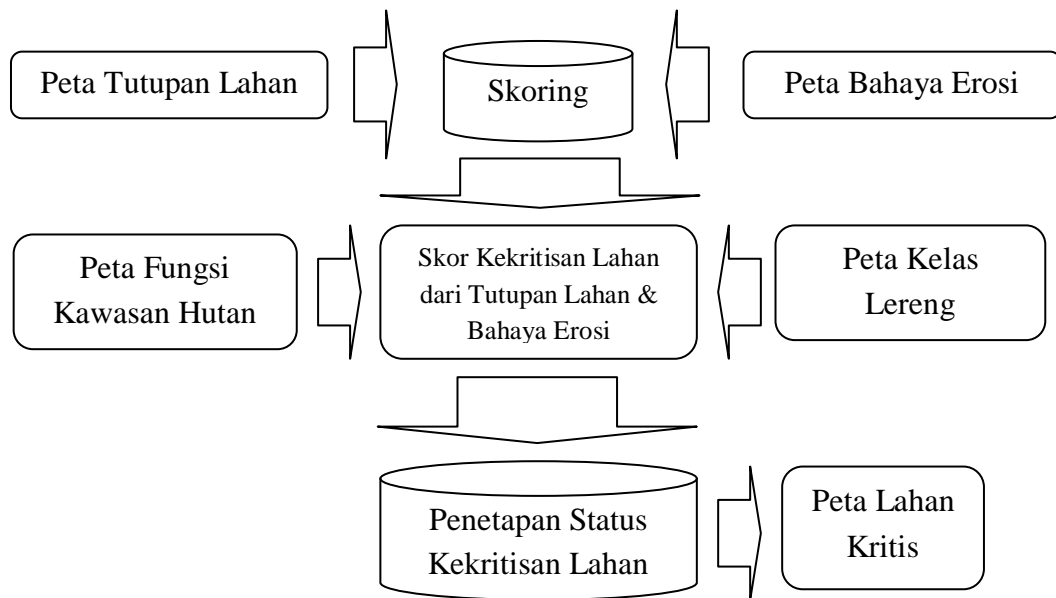 Peta Tutupan Lahan
Skoring
Peta Bahaya Erosi
Peta Fungsi
Kawasan Hutan
Skor Kekritisan Lahan
dari Tutupan Lahan &
Bahaya Erosi
Peta Kelas
Lereng
Penetapan Status
Kekritisan Lahan
Peta Lahan
Kritis